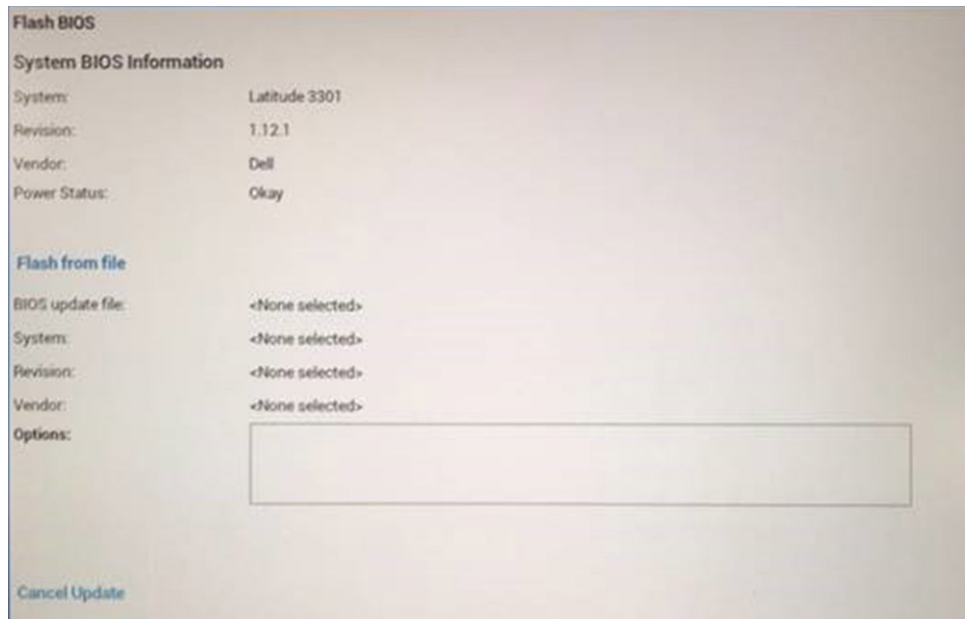 Flash BIOS
System BIOS Information
System: Latitude 3301
Revision: 1.12.1
Vendor: Dell
Power Status: Okay
Flash from file
BIOS update file: <None selected>
System: <None selected>
Revision: <None selected>
Vendor: <None selected>
Options:
Cancel Update